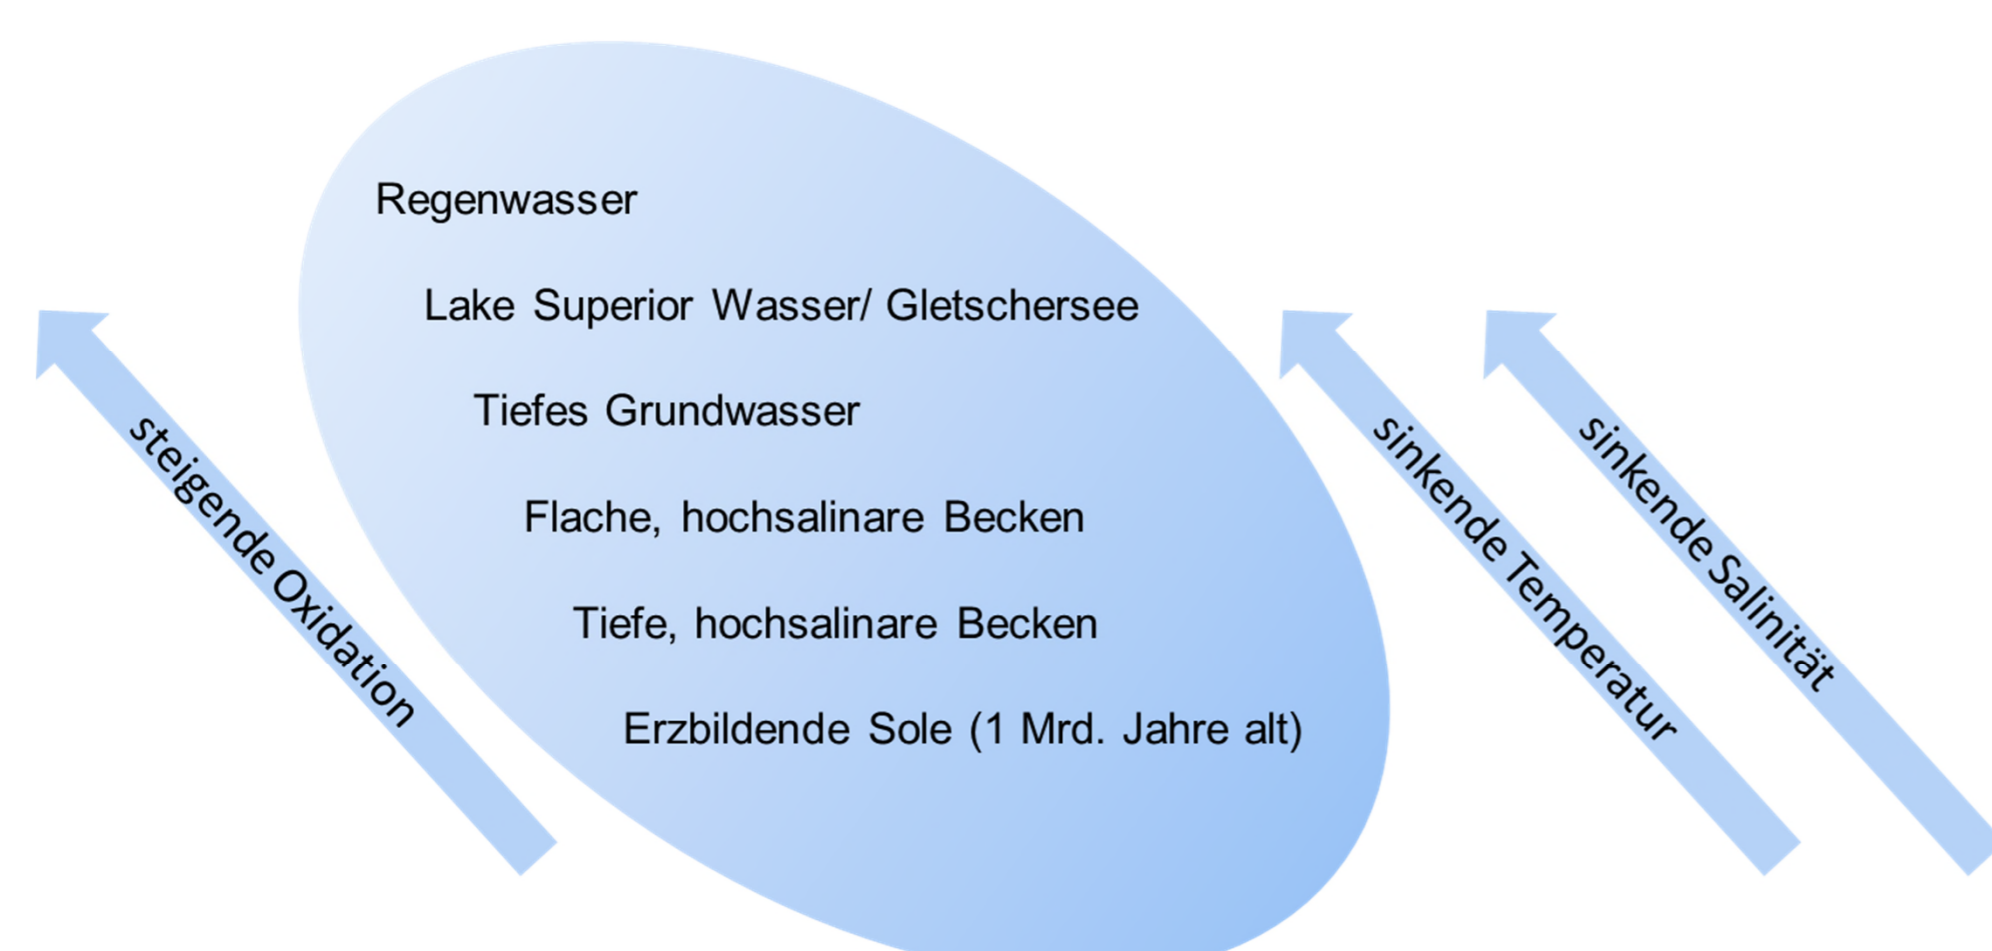 Regenwasser
Lake Superior Wasser/ Gletschersee
Tiefes Grundwasser
Flache, hochsalinare Becken
Tiefe, hochsalinare Becken
Erzbildende Sole (1 Mrd. Jahre alt)
steigende Oxidation
sinkende Temperatur
sinkende Salinität